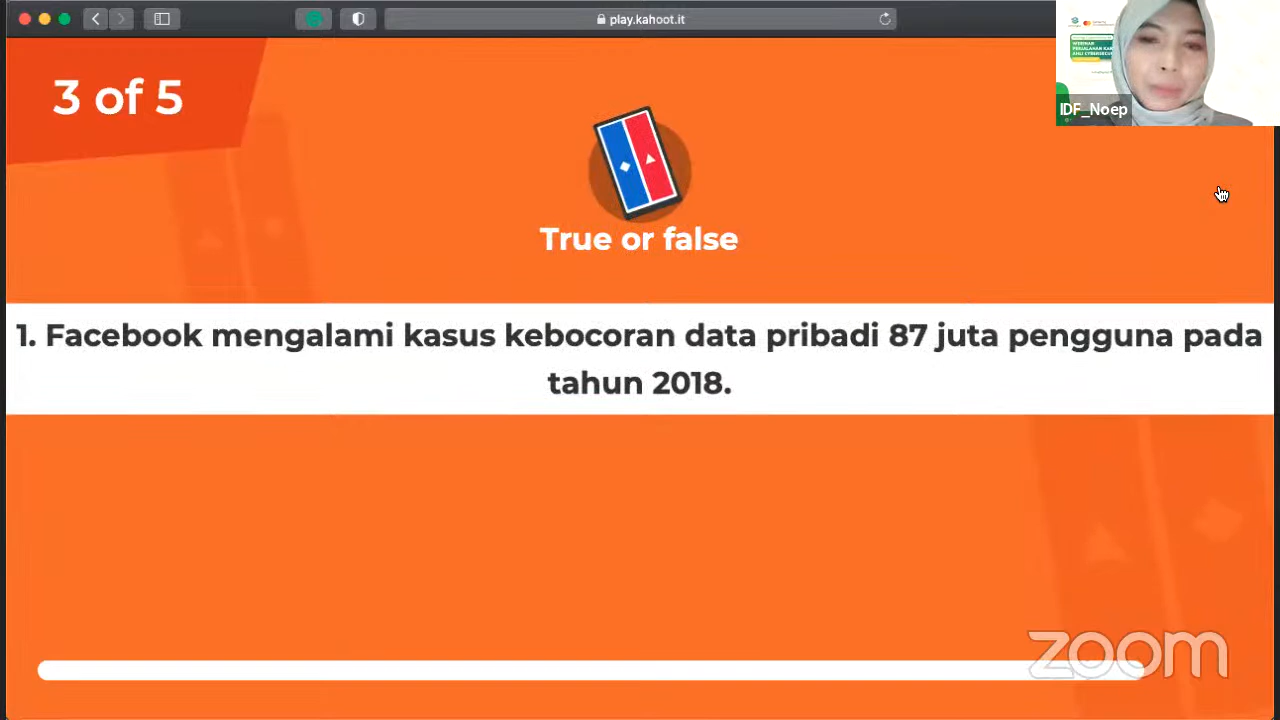 play.kahoot.it
3 of 5
IDF_Noep
True or false
1. Facebook mengalami kasus kebocoran data pribadi 87 juta pengguna pada
tahun 2018.
zoom